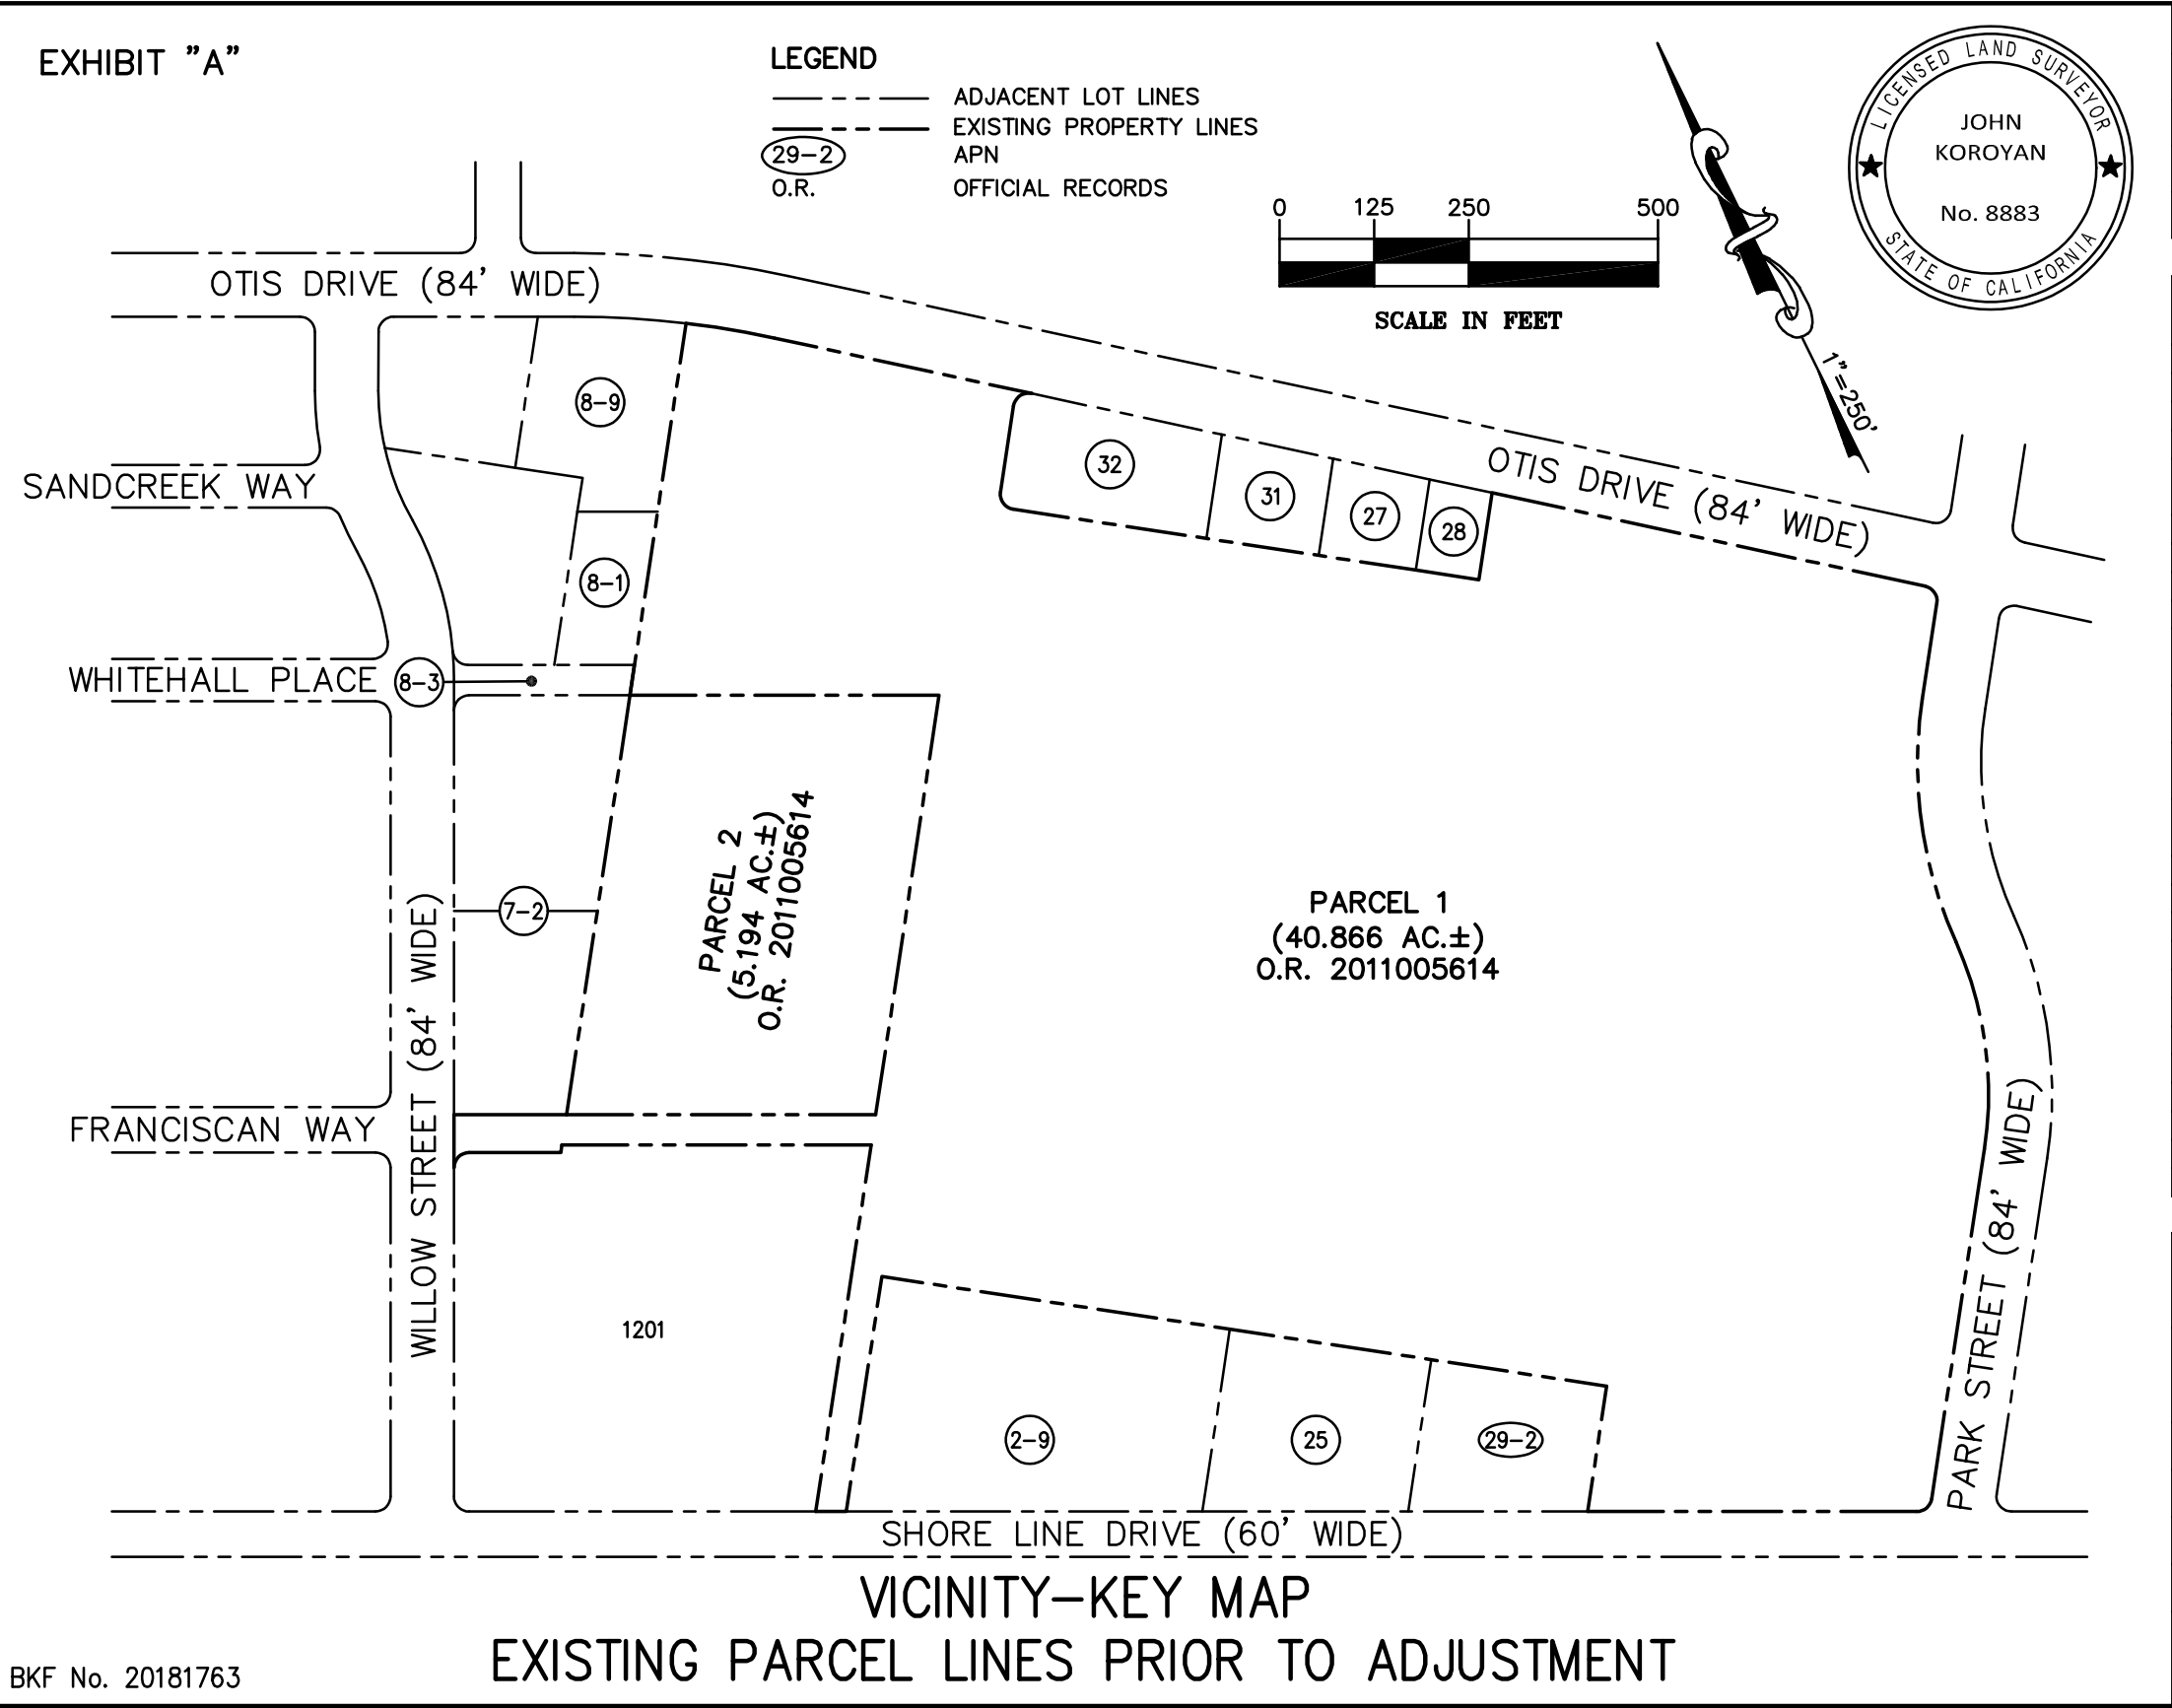 EXHIBIT "A"
LEGEND
ADJACENT LOT LINES
EXISTING PROPERTY LINES
29-2 APN
O.R. OFFICIAL RECORDS
0 125 250 500
SCALE IN FEET
1"=250'
LICENSED LAND SURVEYOR
JOHN
KOROYAN
No. 8883
STATE OF CALIFORNIA
OTIS DRIVE (84' WIDE)
8-9
32
31
27
28
OTIS DRIVE (84' WIDE)
SANDCREEK WAY
8-1
WHITEHALL PLACE
8-3
PARCEL 2
(5.194 AC.±)
O.R. 2011005614
7-2
PARCEL 1
(40.866 AC.±)
O.R. 2011005614
WILLOW STREET (84' WIDE)
FRANCISCAN WAY
PARK STREET (84' WIDE)
1201
2-9
25
29-2
SHORE LINE DRIVE (60' WIDE)
VICINITY-KEY MAP
EXISTING PARCEL LINES PRIOR TO ADJUSTMENT
BKF No. 20181763